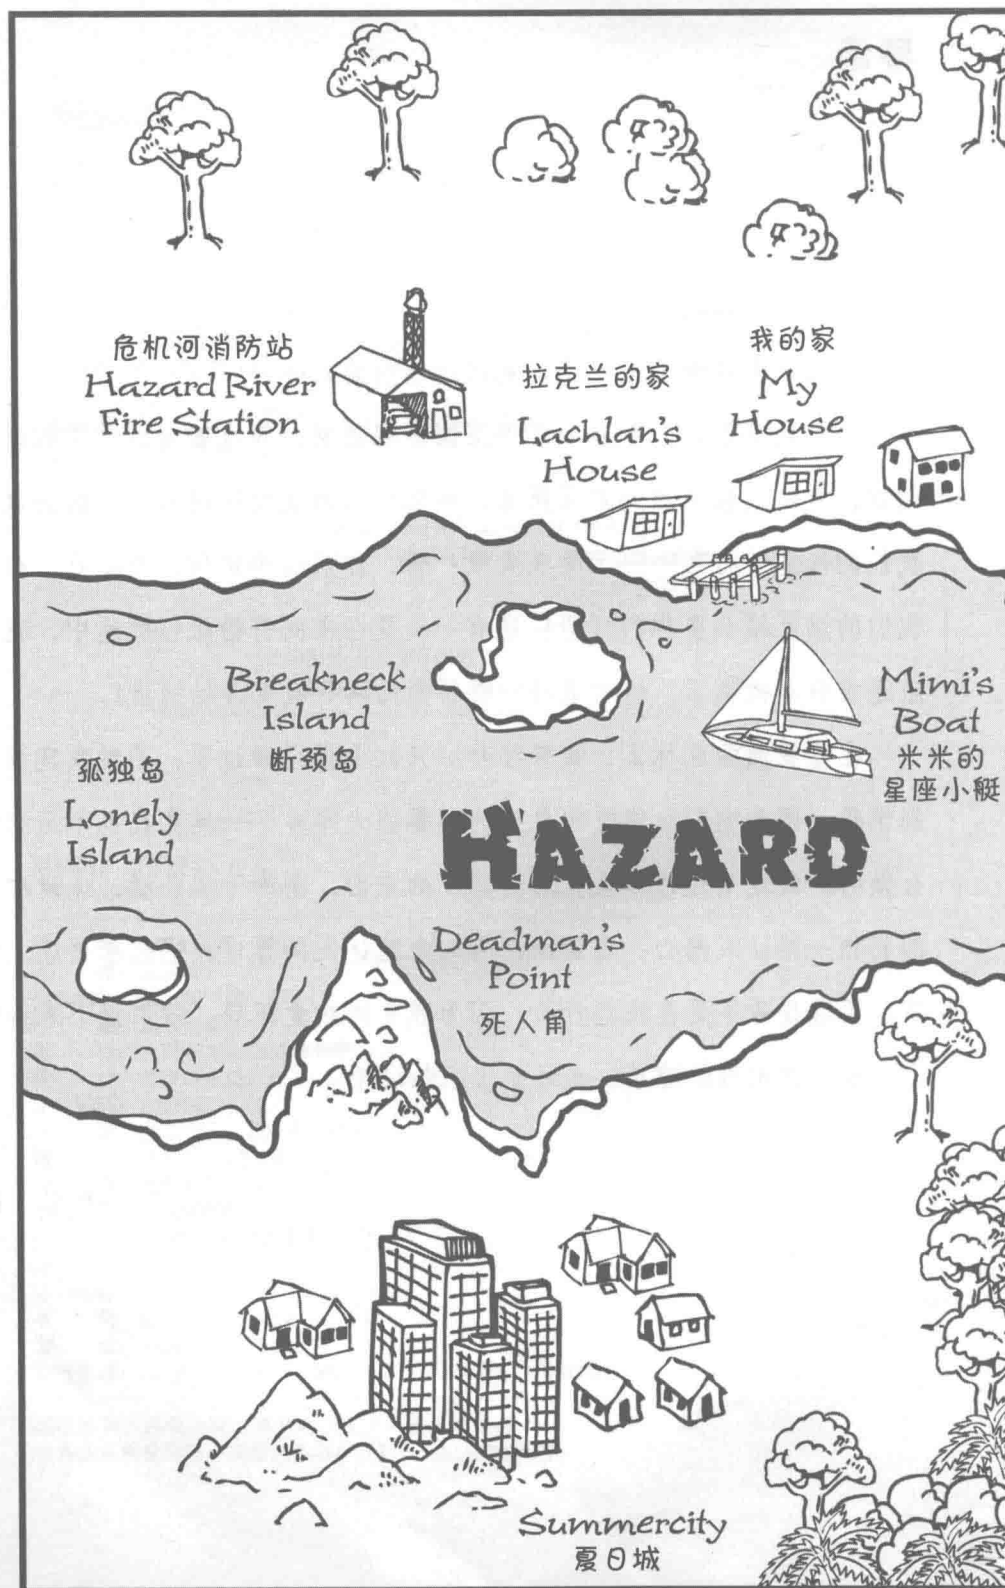 危机河消防站
Hazard River
Fire Station
拉克兰的家
Lachlan's
House
我的家
My
House
Breakneck
Island
断颈岛
Mimi's
Boat
米米的
星座小艇
孤独岛
Lonely
Island
HAZARD
Deadman's
Point
死人角
Summercity
夏日城